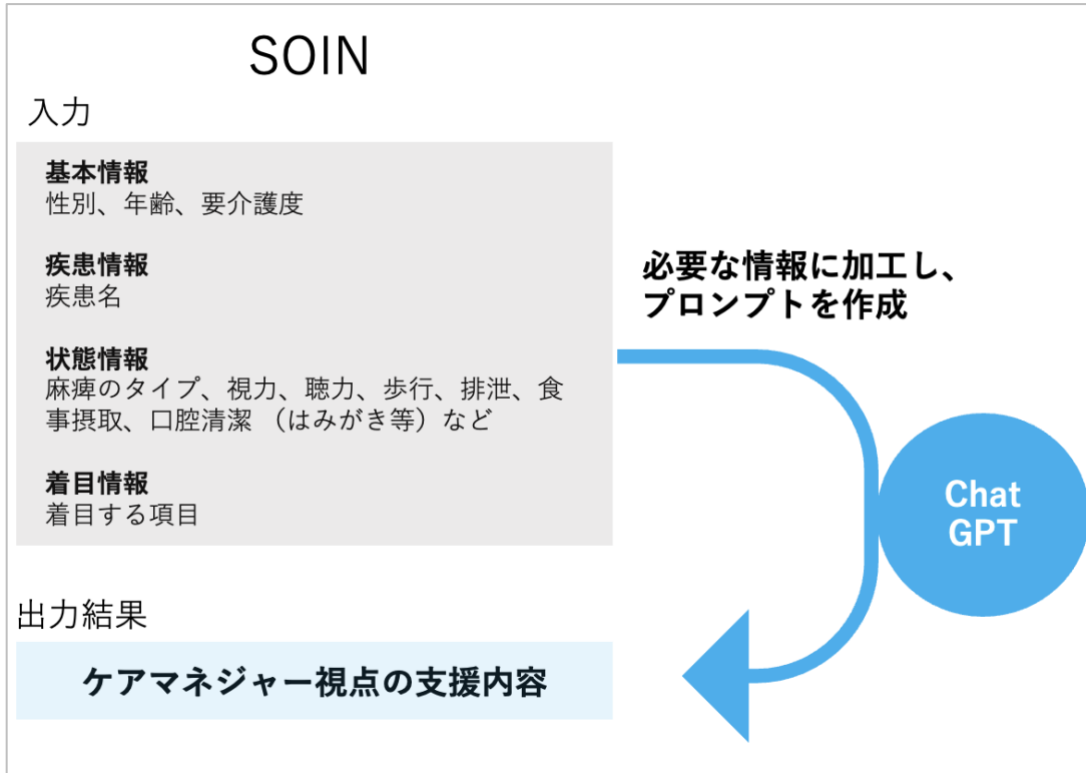 SOIN
入力
基本情報
性別、年齢、要介護度
疾患情報
疾患名
状態情報
麻痺のタイプ、視力、聴力、歩行、排泄、食
事摂取、口腔清潔 （はみがき等）など
着目情報
着目する項目
必要な情報に加工し、
プロンプトを作成
Chat
GPT
出力結果
ケアマネジャー視点の支援内容